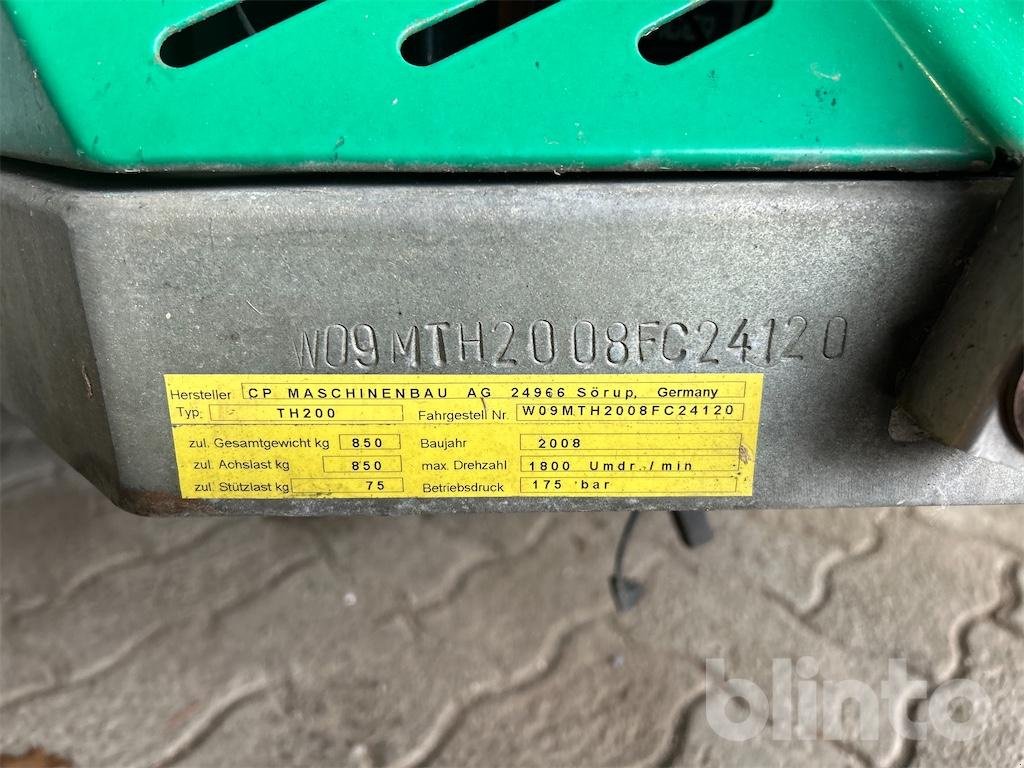 W09MTH2008FC24120
Hersteller CP MASCHINENBAU AG 24966 Sörup, Germany
Typ: TH200 Fahrgestell Nr. W09MTH2008FC24120
zul. Gesamtgewicht kg 850 Baujahr 2008
zul. Achslast kg 850 max. Drehzahl 1800 Umdr./min
zul. Stützlast kg 75 Betriebsdruck 175 bar
blinto